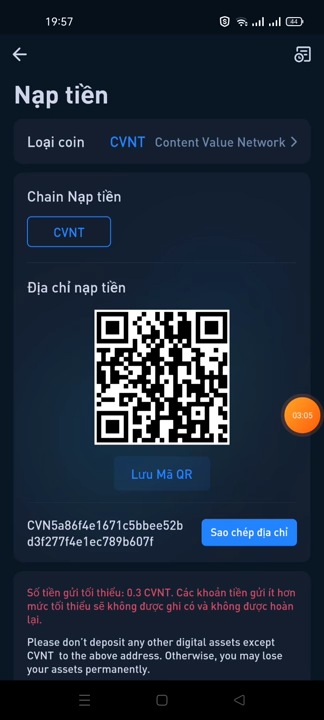 19:57
44
Nạp tiền
Loại coin CVNT Content Value Network
Chain Nạp tiền
CVNT
Địa chỉ nạp tiền
03:05
Lưu Mã QR
CVN5a86f4e1671c5bbee52b
d3f277f4e1ec789b607f
Sao chép địa chỉ
Số tiền gửi tối thiểu: 0.3 CVNT. Các khoản tiền gửi ít hơn
mức tối thiểu sẽ không được ghi có và không được hoàn
lại.
Please don't deposit any other digital assets except
CVNT to the above address. Otherwise, you may lose
your assets permanently.